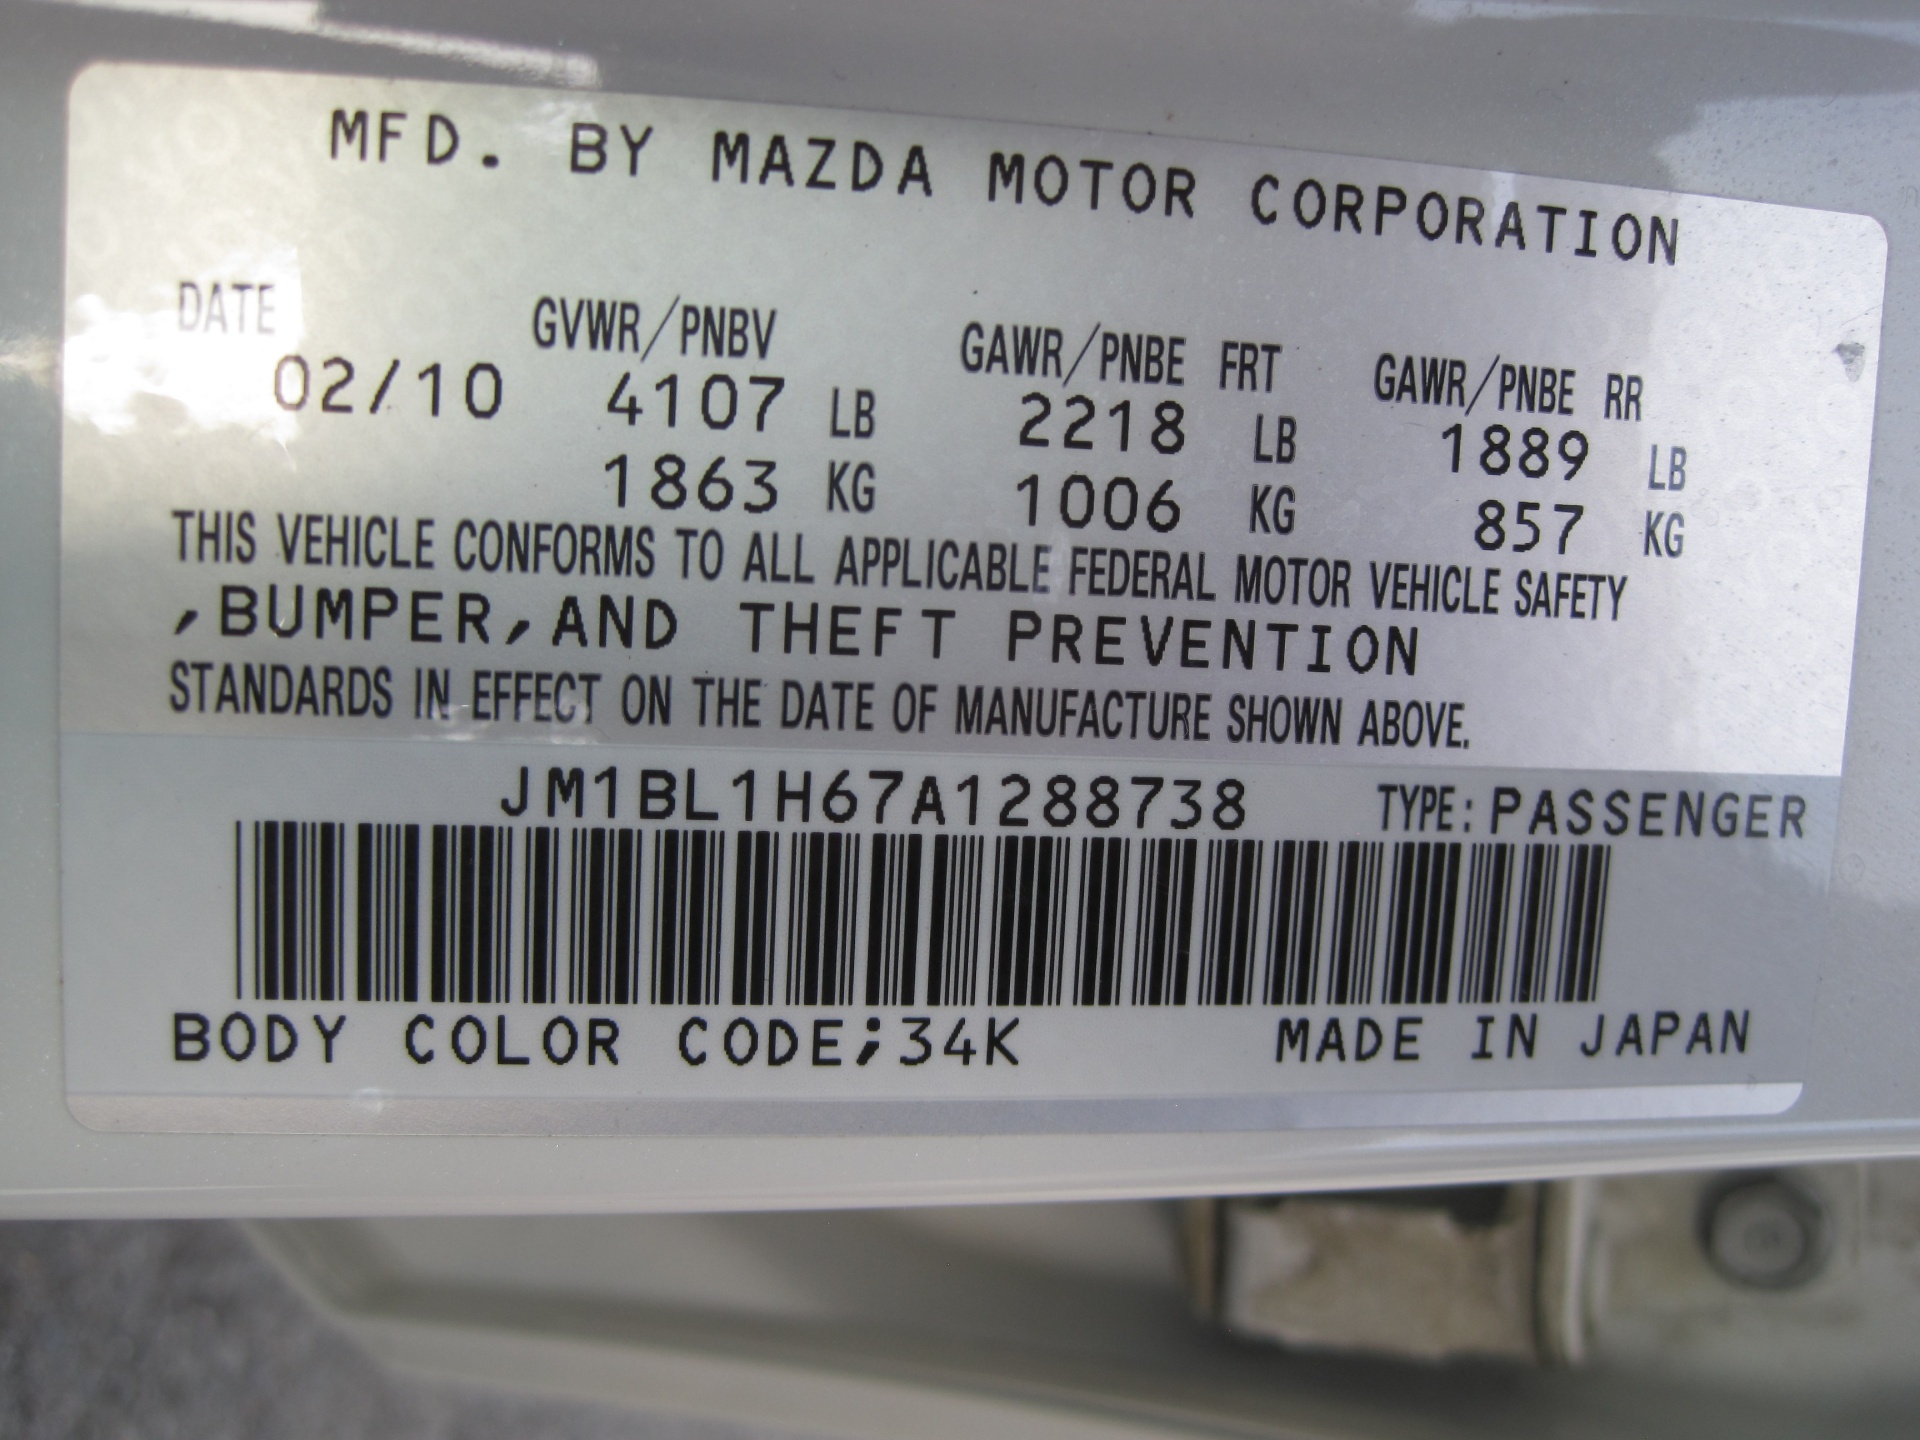 MFD. BY MAZDA MOTOR CORPORATION
DATE GVWR/PNBV GAWR/PNBE FRT GAWR/PNBE RR
02/10 4107 LB 2218 LB 1889 LB
1863 KG 1006 KG 857 KG
THIS VEHICLE CONFORMS TO ALL APPLICABLE FEDERAL MOTOR VEHICLE SAFETY
,BUMPER,AND THEFT PREVENTION
STANDARDS IN EFFECT ON THE DATE OF MANUFACTURE SHOWN ABOVE.
JM1BL1H67A1288738 TYPE: PASSENGER
BODY COLOR CODE;34K MADE IN JAPAN